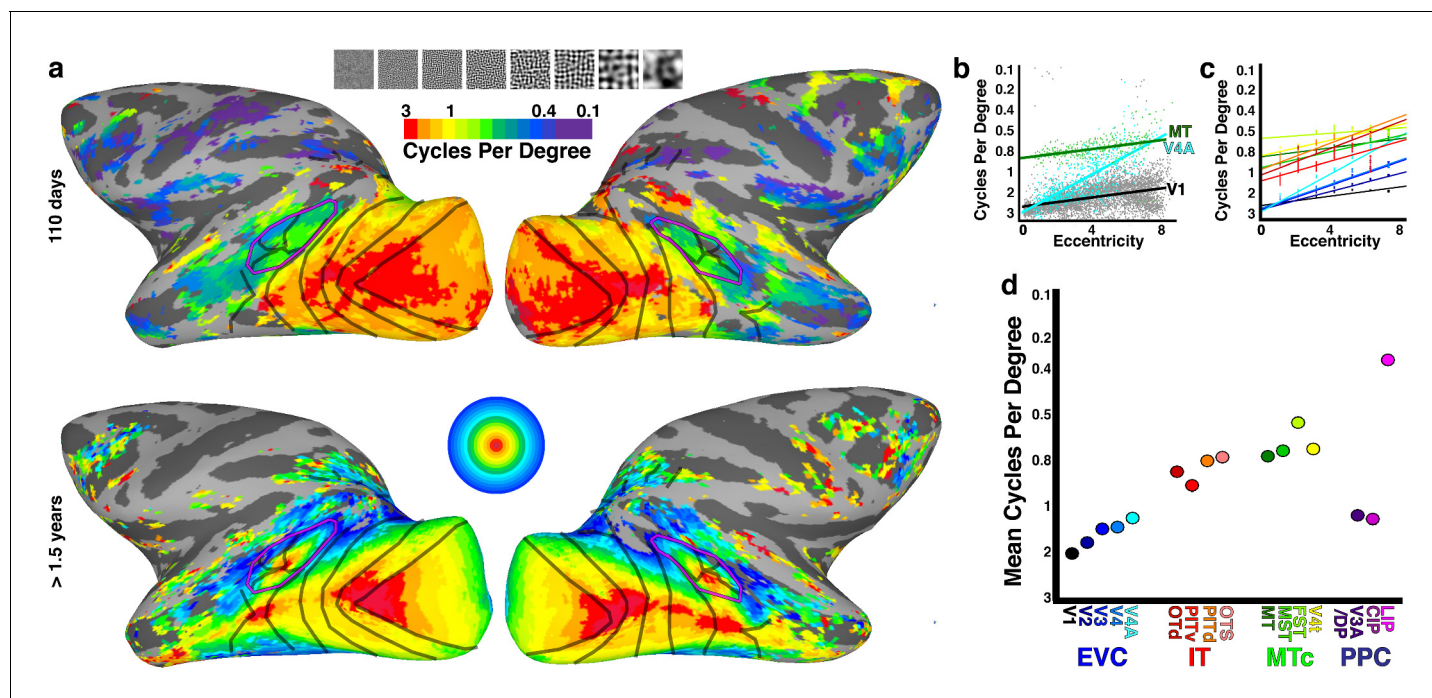 a
110 days
3 1 0.4 0.1
Cycles Per Degree
> 1.5 years
b
Cycles Per Degree
0.1
0.2
0.4
0.5
0.8
1
2
3
MT
V4A
V1
0 2 4 6 8
Eccentricity
c
Cycles Per Degree
0.1
0.2
0.4
0.5
0.8
1
2
3
0 2 4 6 8
Eccentricity
d
Mean Cycles Per Degree
0.1
0.2
0.4
0.5
0.8
1
2
3
V1
V2
V3
V4
V4A
EVC
OTd
PITv
PITd
OTS
IT
MT
MST
FST
V4t
MTc
V3A
/DP
CIP
LIP
PPC